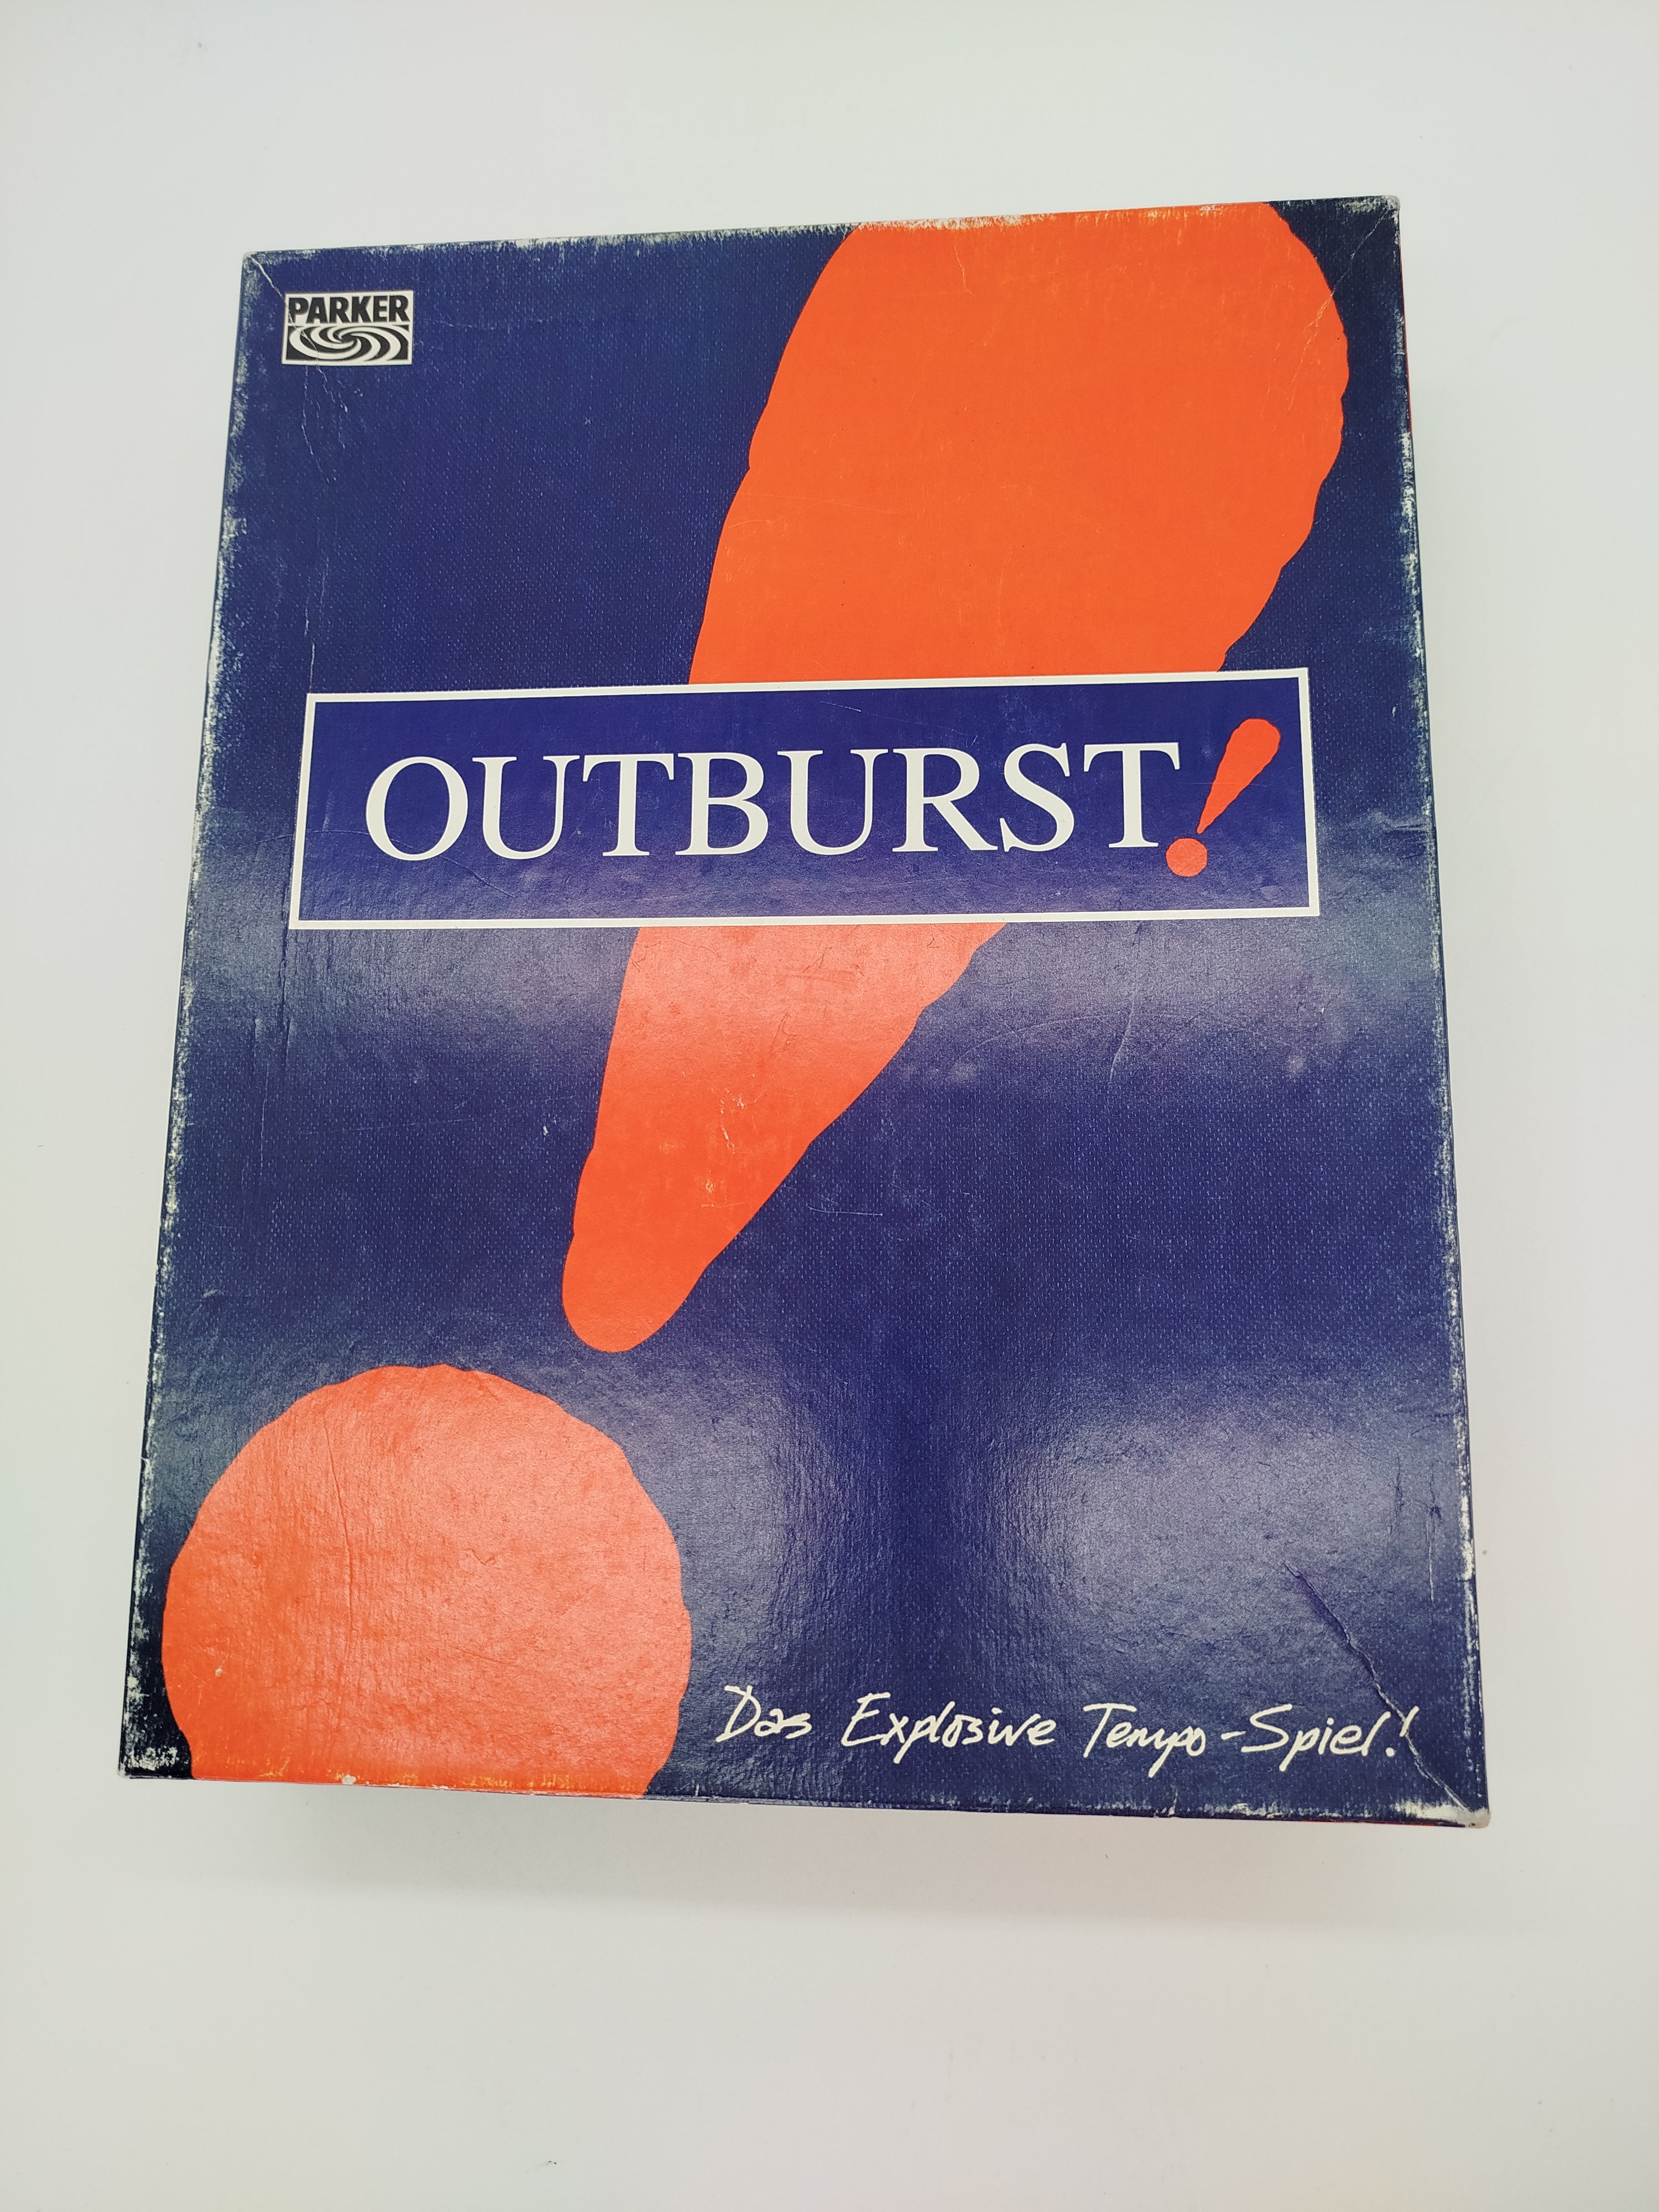 PARKER
OUTBURST!
Das Explosive Tempo-Spiel!